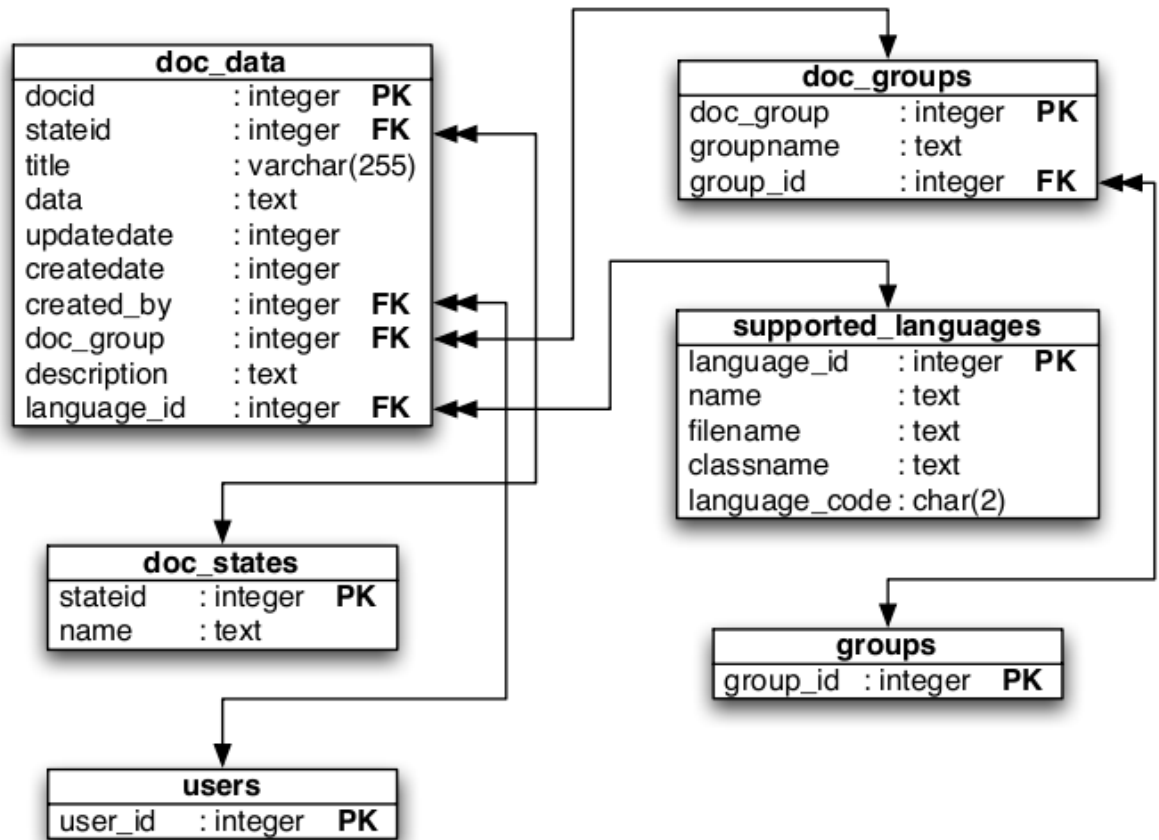 doc_data
docid : integer PK
stateid : integer FK
title : varchar(255)
data : text
updatedate : integer
createdate : integer
created_by : integer FK
doc_group : integer FK
description : text
language_id : integer FK
doc_groups
doc_group : integer PK
groupname : text
group_id : integer FK
supported_languages
language_id : integer PK
name : text
filename : text
classname : text
language_code : char(2)
doc_states
stateid : integer PK
name : text
groups
group_id : integer PK
users
user_id : integer PK